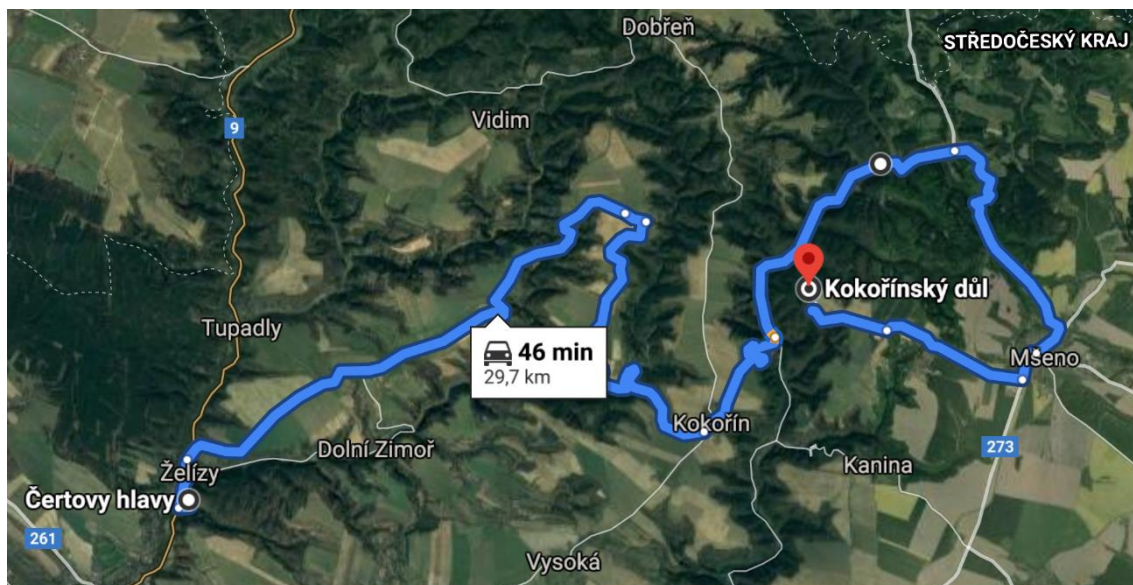 Dobřeň
STŘEDOČESKÝ KRAJ
Vidim
9
Kokořínský důl
Tupadly
46 min
29,7 km
Mšeno
Kokořín
Dolní Zimoř
273
Želízy
Kanina
Čertovy hlavy
261
Vysoká